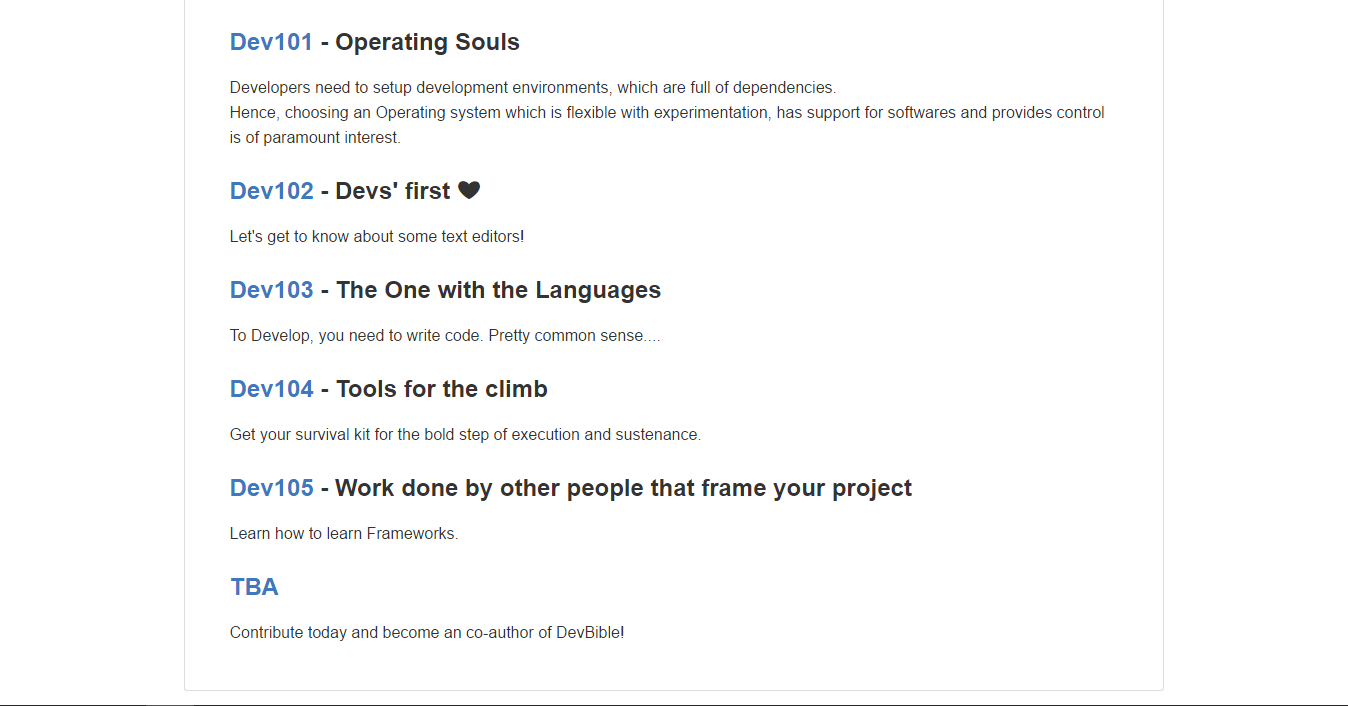 Dev101 - Operating Souls
Developers need to setup development environments, which are full of dependencies.
Hence, choosing an Operating system which is flexible with experimentation, has support for softwares and provides control
is of paramount interest.
Dev102 - Devs' first ♥
Let's get to know about some text editors!
Dev103 - The One with the Languages
To Develop, you need to write code. Pretty common sense....
Dev104 - Tools for the climb
Get your survival kit for the bold step of execution and sustenance.
Dev105 - Work done by other people that frame your project
Learn how to learn Frameworks.
TBA
Contribute today and become an co-author of DevBible!